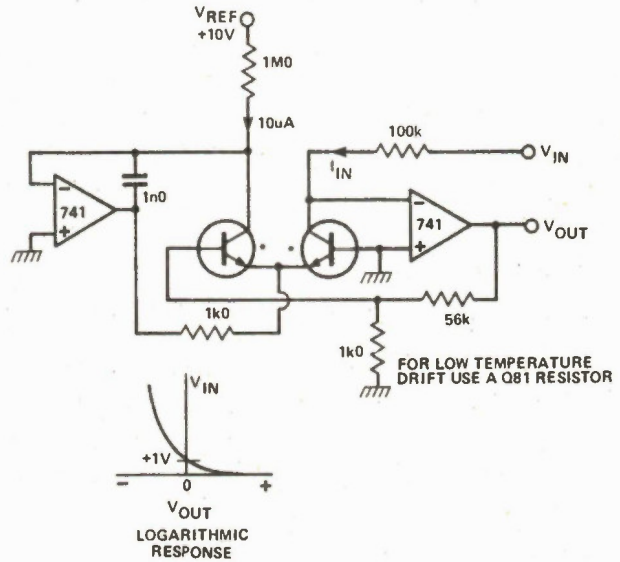 VREF
+10V
1M0
10uA
100k
VIN
IIN
1n0
−
741
+
−
741
+
VOUT
1k0
56k
1k0
FOR LOW TEMPERATURE
DRIFT USE A Q81 RESISTOR
VIN
+1V
− 0 +
VOUT
LOGARITHMIC
RESPONSE